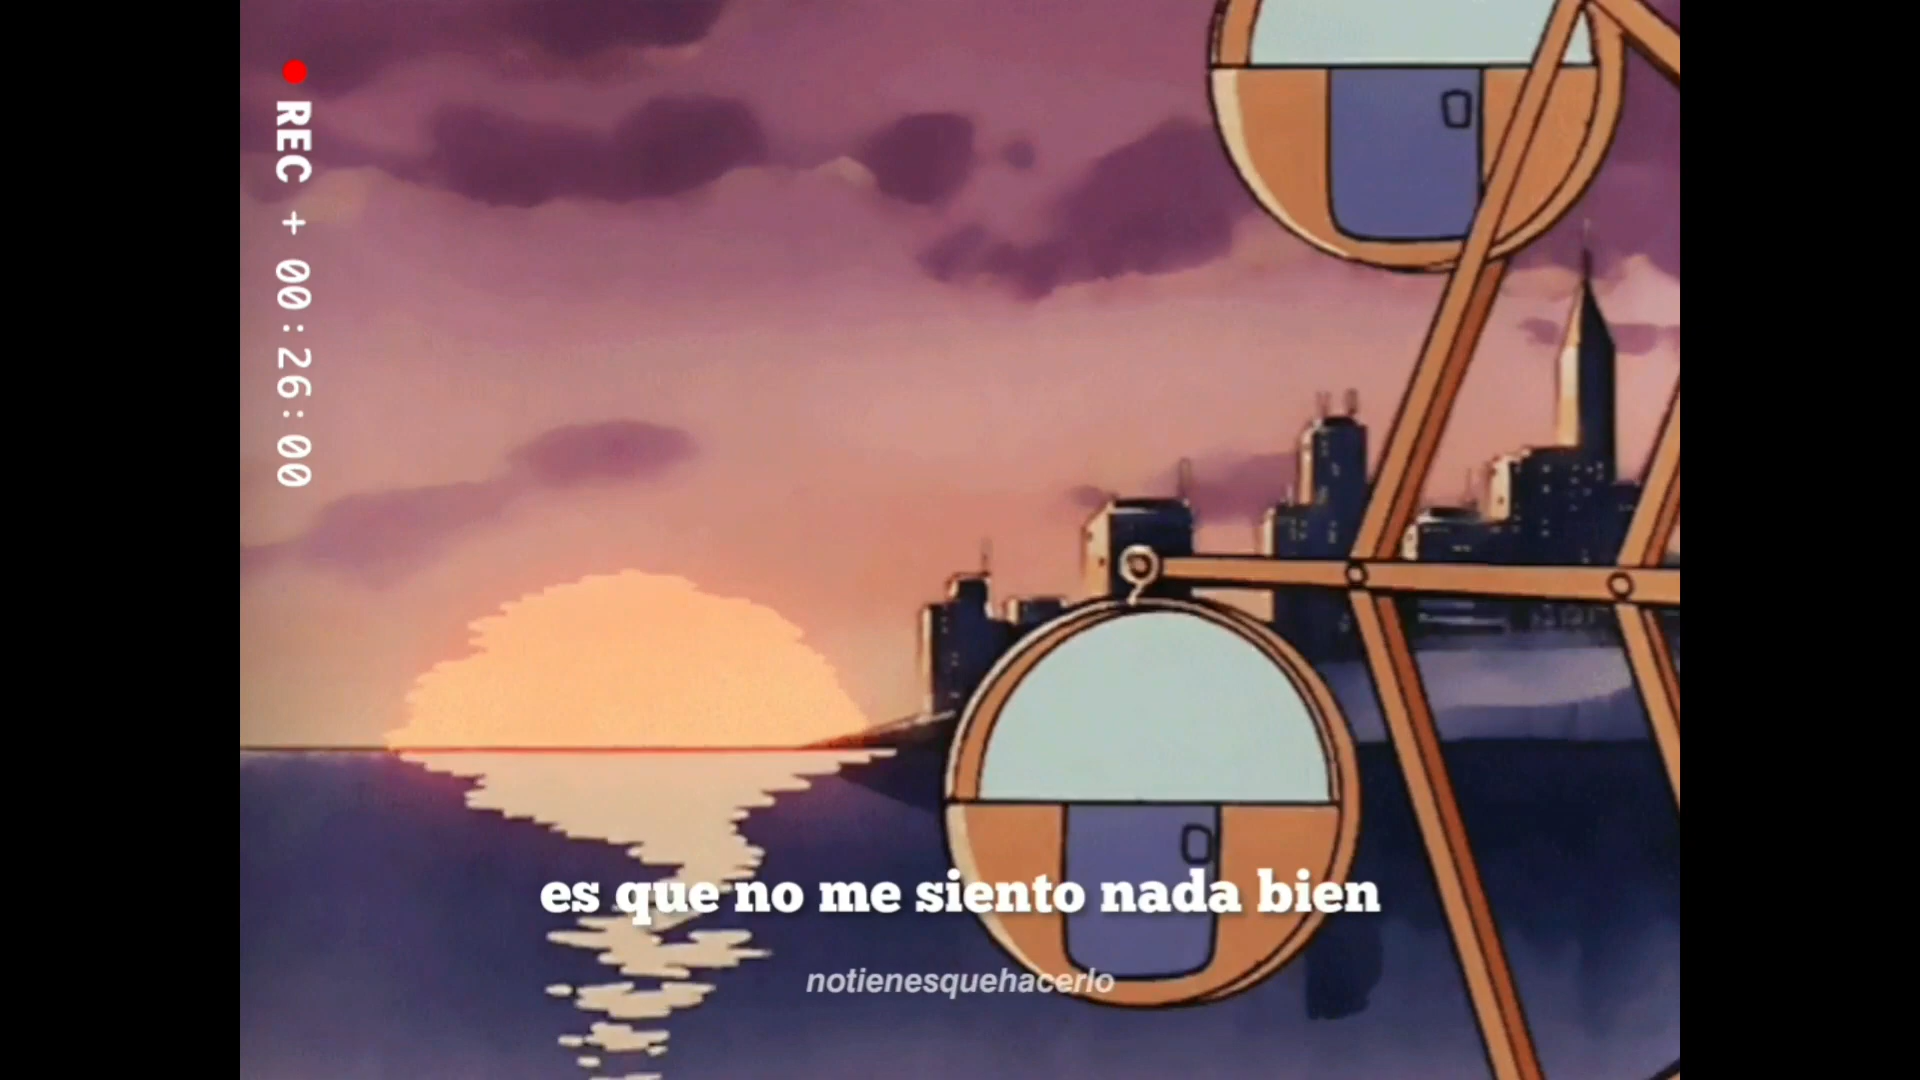 REC + 00:26:00
es que no me siento nada bien
notienesquehacerlo